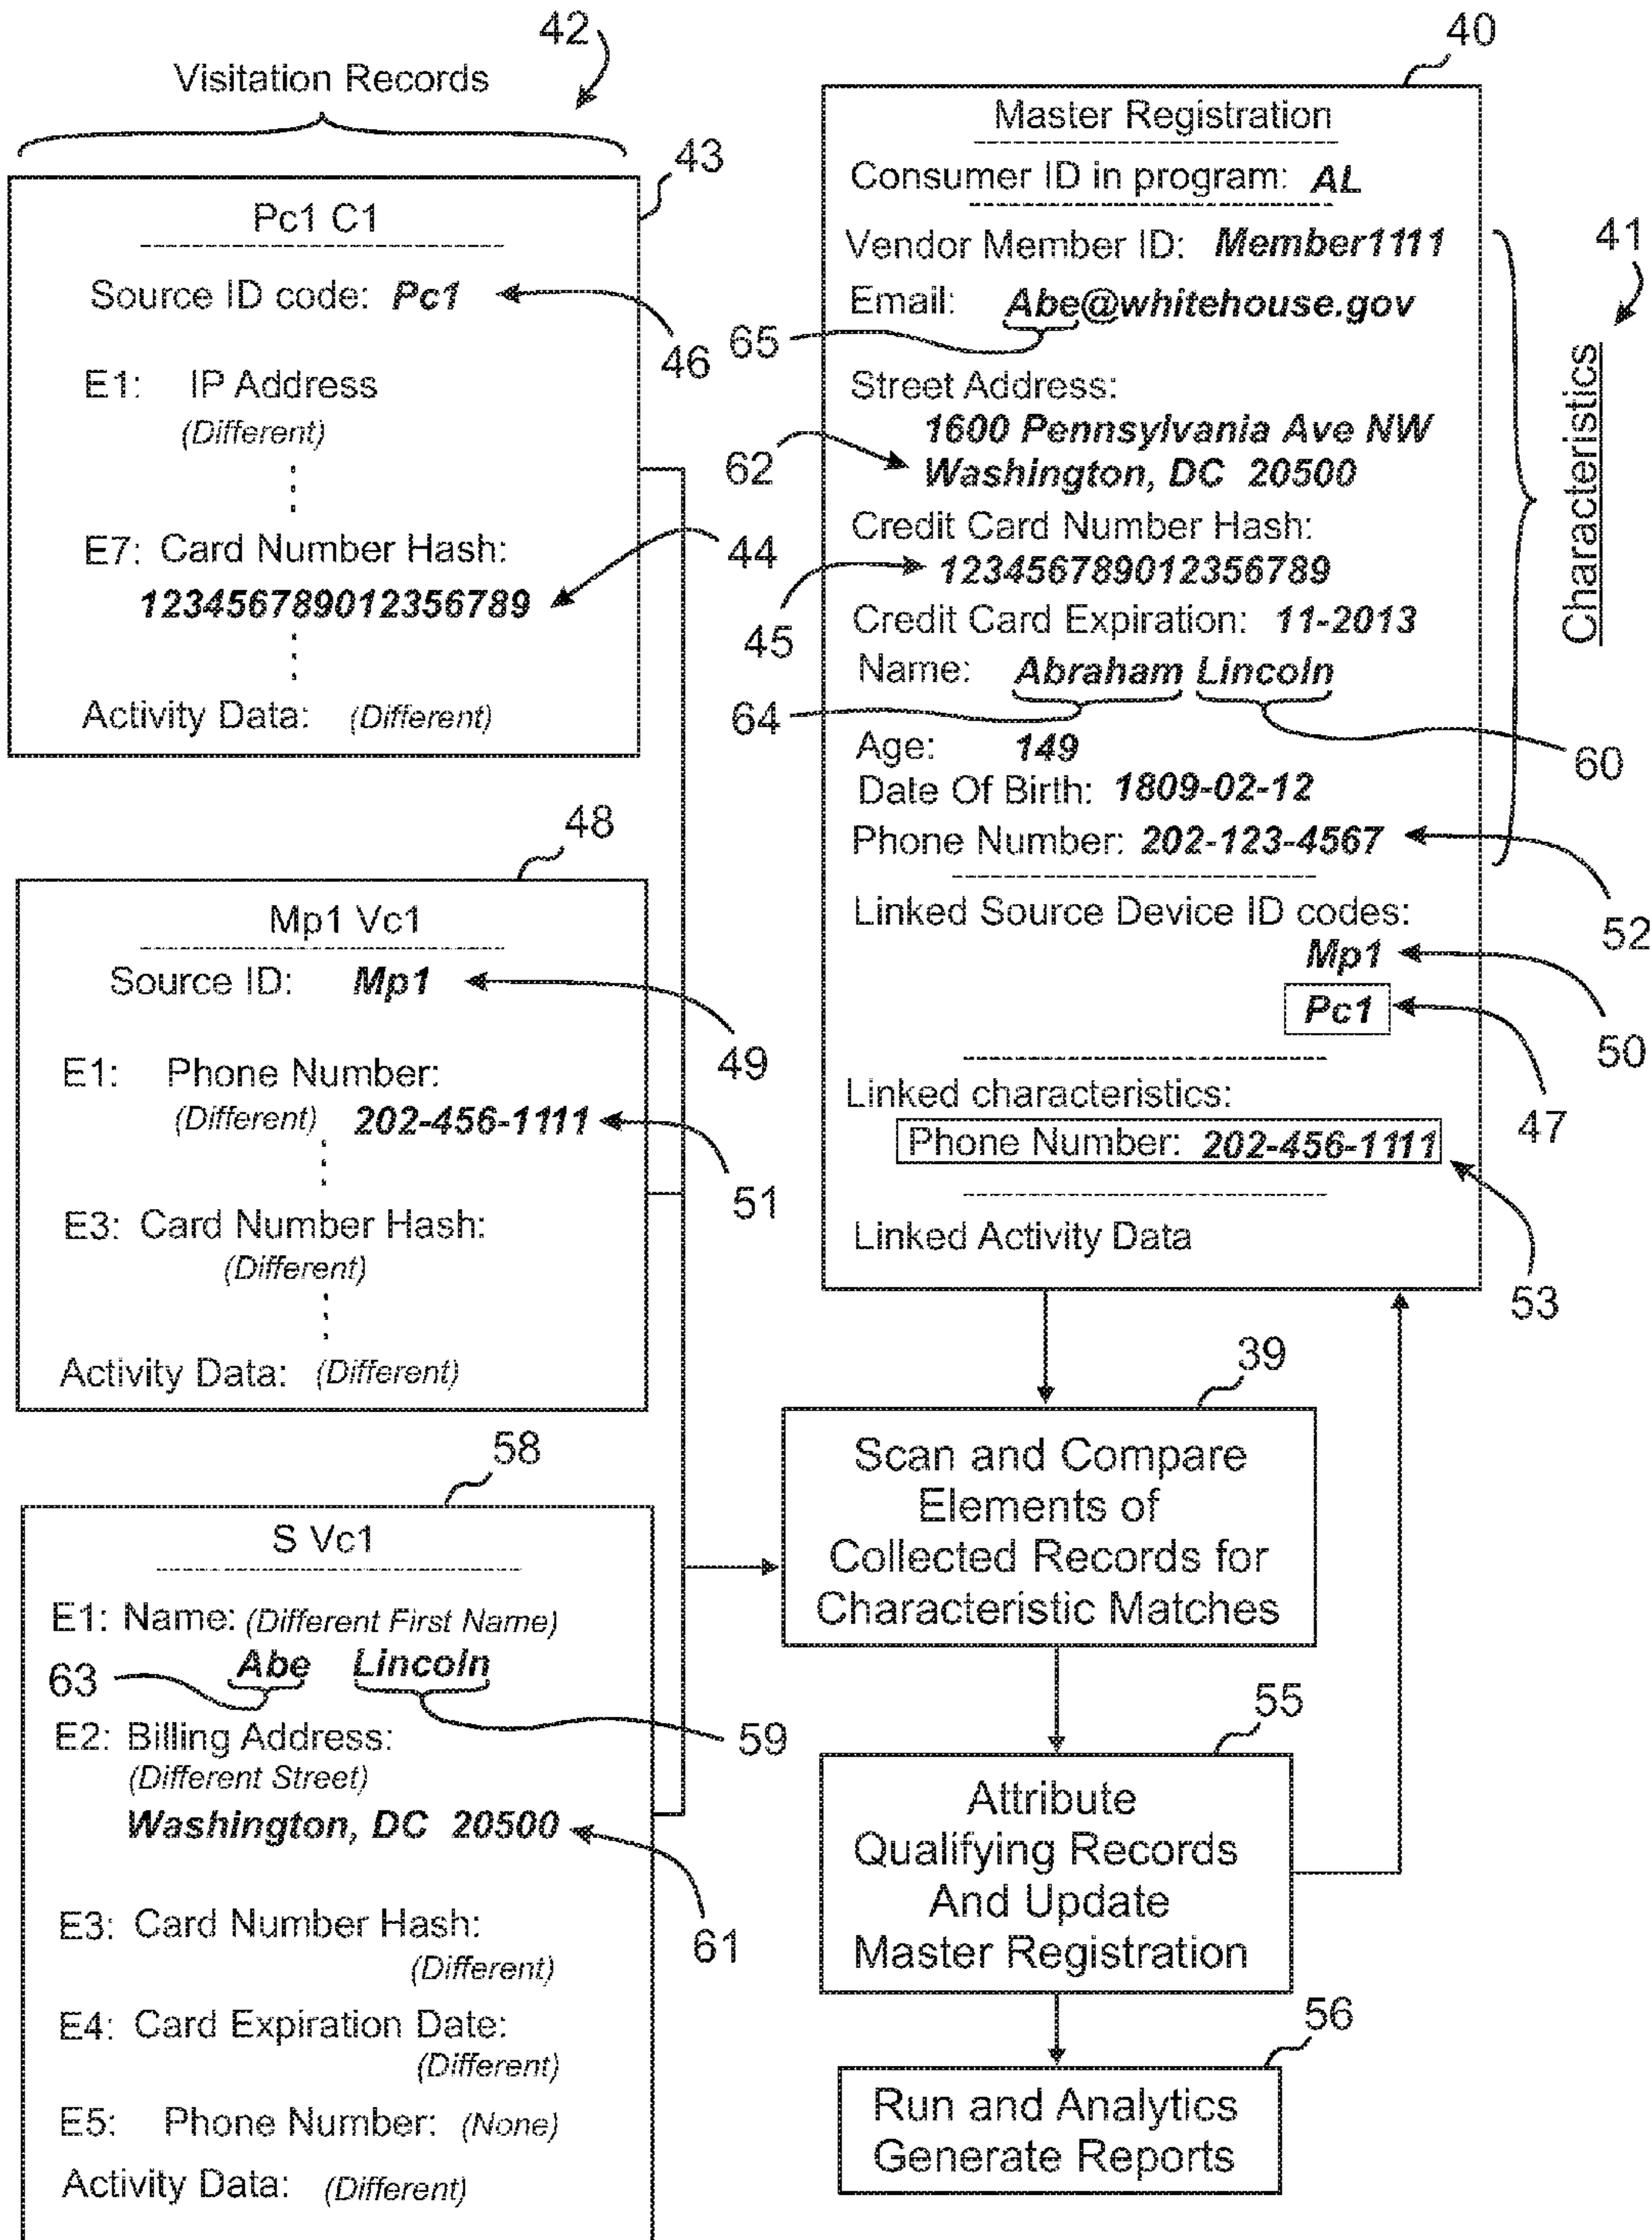 42
Visitation Records
43
Pc1 C1
Source ID code: Pc1
46
E1: IP Address
(Different)
E7: Card Number Hash:
123456789012356789
44
Activity Data: (Different)
48
Mp1 Vc1
Source ID: Mp1
49
E1: Phone Number:
(Different) 202-456-1111
51
E3: Card Number Hash:
(Different)
Activity Data: (Different)
58
S Vc1
E1: Name: (Different First Name)
Abe Lincoln
63
59
E2: Billing Address:
(Different Street)
Washington, DC 20500
61
E3: Card Number Hash:
(Different)
E4: Card Expiration Date:
(Different)
E5: Phone Number: (None)
Activity Data: (Different)
40
Master Registration
Consumer ID in program: AL
Vendor Member ID: Member1111
Email: Abe@whitehouse.gov
65
Street Address:
1600 Pennsylvania Ave NW
62
Washington, DC 20500
Credit Card Number Hash:
123456789012356789
45
Credit Card Expiration: 11-2013
Name: Abraham Lincoln
64
60
Age: 149
Date Of Birth: 1809-02-12
Phone Number: 202-123-4567
52
Linked Source Device ID codes:
Mp1
50
Pc1
47
Linked characteristics:
Phone Number: 202-456-1111
53
Linked Activity Data
41
Characteristics
39
Scan and Compare
Elements of
Collected Records for
Characteristic Matches
55
Attribute
Qualifying Records
And Update
Master Registration
56
Run and Analytics
Generate Reports